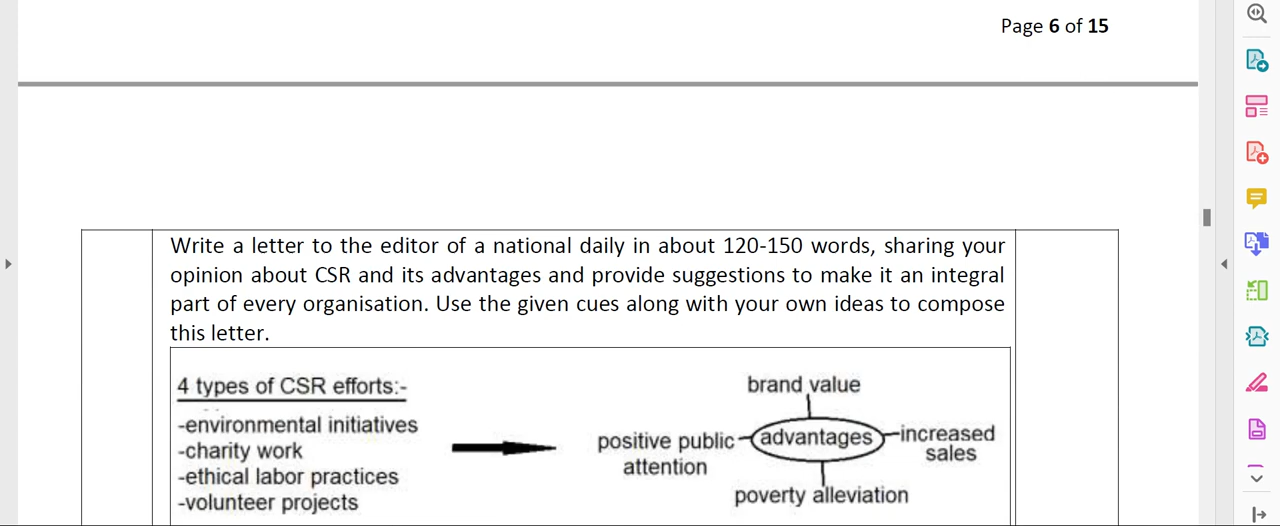 Page 6 of 15
Write a letter to the editor of a national daily in about 120-150 words, sharing your
opinion about CSR and its advantages and provide suggestions to make it an integral
part of every organisation. Use the given cues along with your own ideas to compose
this letter.
4 types of CSR efforts:-
-environmental initiatives
-charity work
-ethical labor practices
-volunteer projects
brand value
positive public
attention
advantages
increased
sales
poverty alleviation